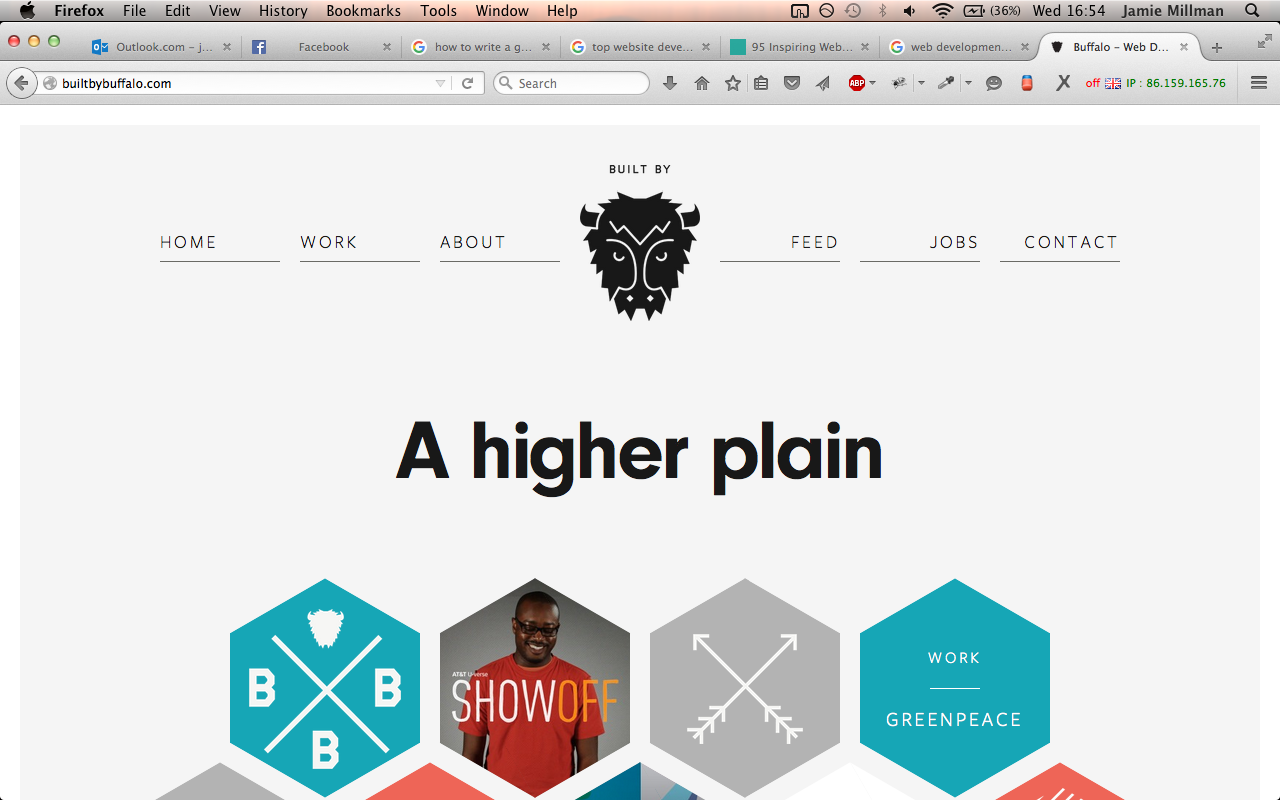 Firefox File Edit View History Bookmarks Tools Window Help (36%) Wed 16:54 Jamie Millman
Outlook.com – j... Facebook how to write a g... top website deve... 95 Inspiring Web... web developmen... Buffalo – Web D...
builtbybuffalo.com Search ABP off IP : 86.159.165.76
BUILT BY
HOME WORK ABOUT FEED JOBS CONTACT
A higher plain
B B
B
AT&T U-verse
SHOWOFF
WORK
GREENPEACE